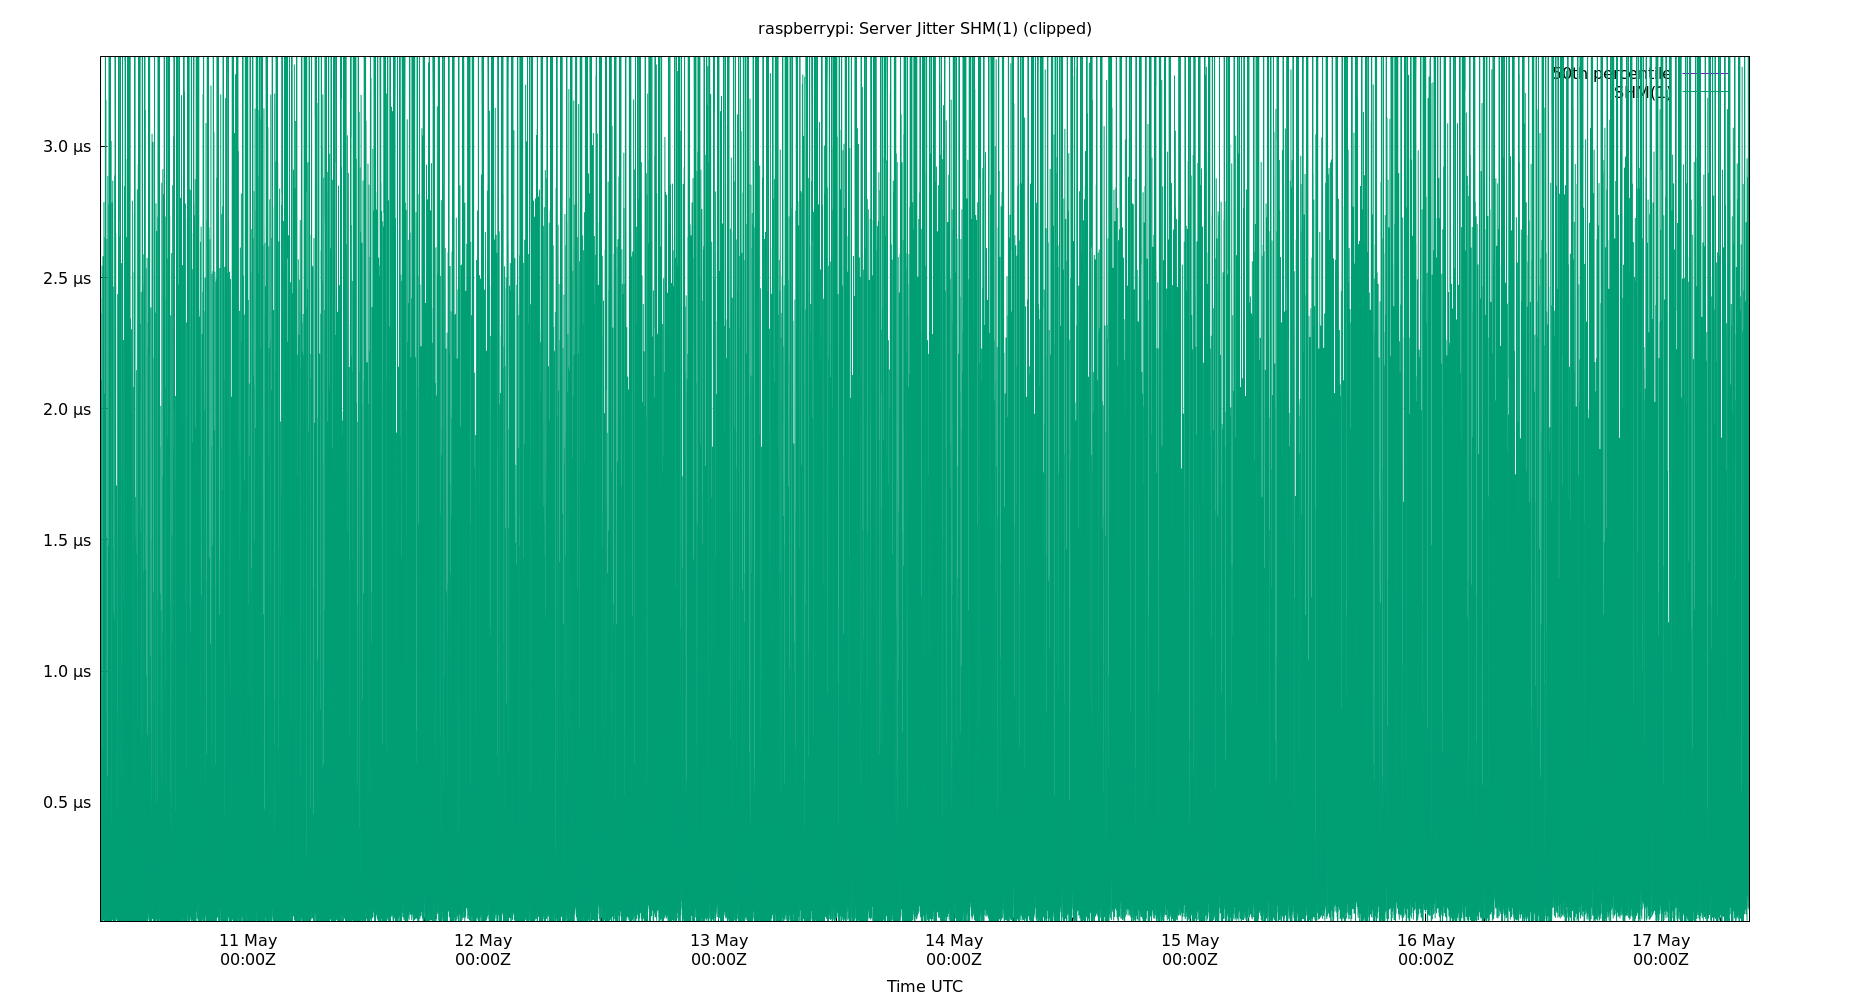 raspberrypi: Server Jitter SHM(1) (clipped)
50th percentile
SHM(1)
3.0 µs
2.5 µs
2.0 µs
1.5 µs
1.0 µs
0.5 µs
11 May
00:00Z
12 May
00:00Z
13 May
00:00Z
14 May
00:00Z
15 May
00:00Z
16 May
00:00Z
17 May
00:00Z
Time UTC